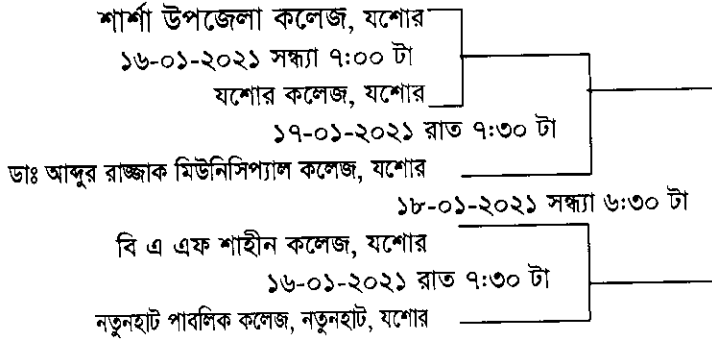 শার্শা উপজেলা কলেজ, যশোর
১৬-০১-২০২১ সন্ধ্যা ৭:০০ টা
যশোর কলেজ, যশোর
১৭-০১-২০২১ রাত ৭:৩০ টা
ডাঃ আব্দুর রাজ্জাক মিউনিসিপ্যাল কলেজ, যশোর
১৮-০১-২০২১ সন্ধ্যা ৬:৩০ টা
বি এ এফ শাহীন কলেজ, যশোর
১৬-০১-২০২১ রাত ৭:৩০ টা
নতুনহাট পাবলিক কলেজ, নতুনহাট, যশোর